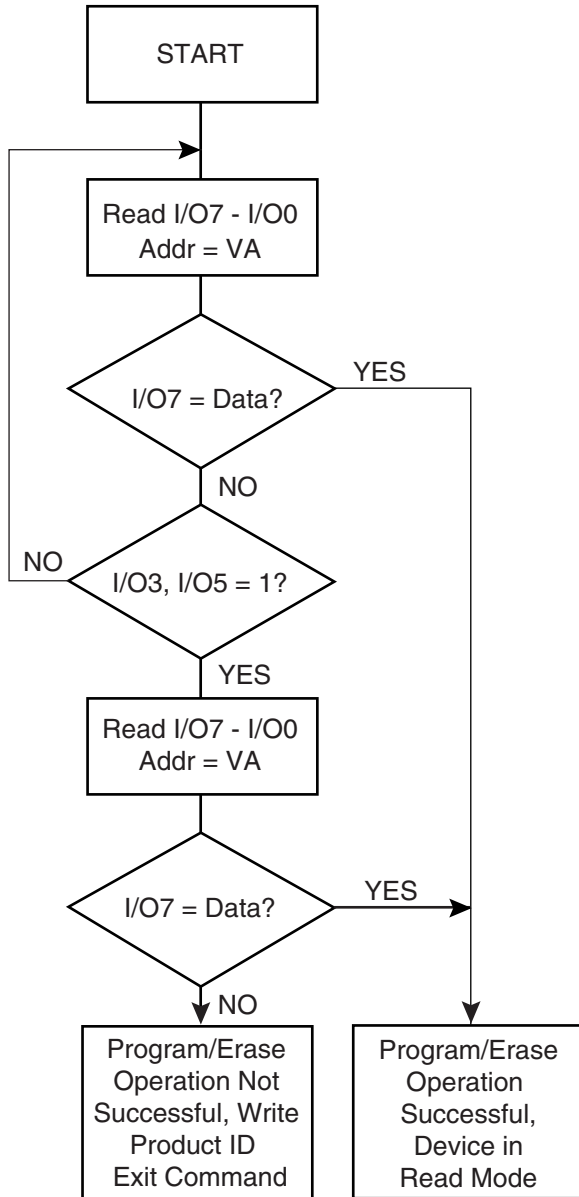 START
Read I/O7 - I/O0
Addr = VA
I/O7 = Data?
YES
NO
I/O3, I/O5 = 1?
NO
YES
Read I/O7 - I/O0
Addr = VA
I/O7 = Data?
YES
NO
Program/Erase
Operation Not
Successful, Write
Product ID
Exit Command
Program/Erase
Operation
Successful,
Device in
Read Mode